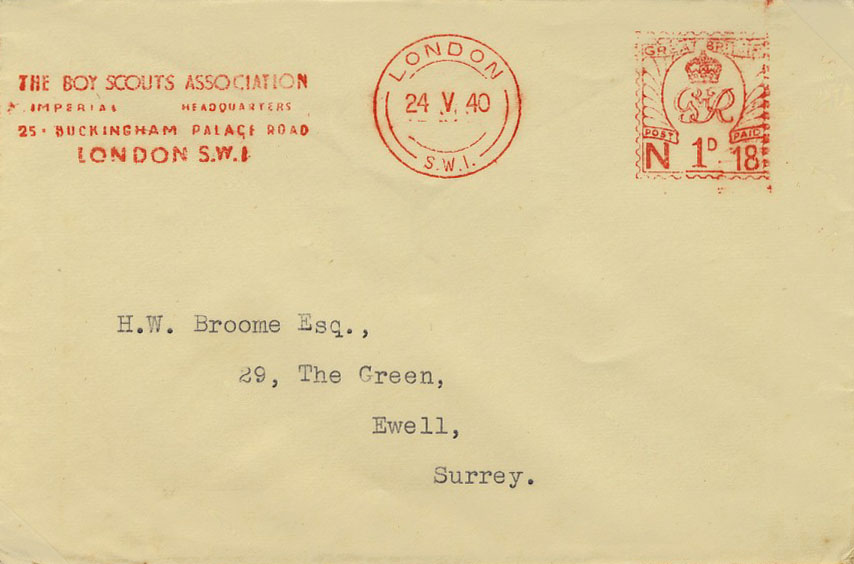 THE BOY SCOUTS ASSOCIATION
IMPERIAL HEADQUARTERS
25 · BUCKINGHAM PALACE ROAD
LONDON S.W.1
LONDON
24 V 40
S.W.1.
GREAT BRITAIN
GR
POST PAID
N 1D 18
H.W. Broome Esq.,
29, The Green,
Ewell,
Surrey.